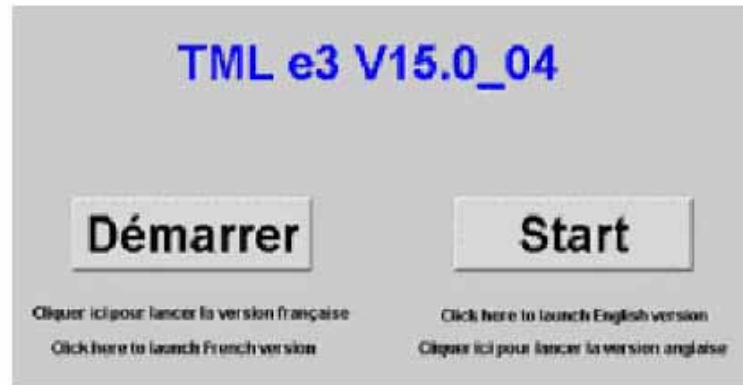 TML e3 V15.0_04
Démarrer
Start
Cliquer ici pour lancer la version française
Click here to launch French version
Click here to launch English version
Cliquer ici pour lancer la version anglaise